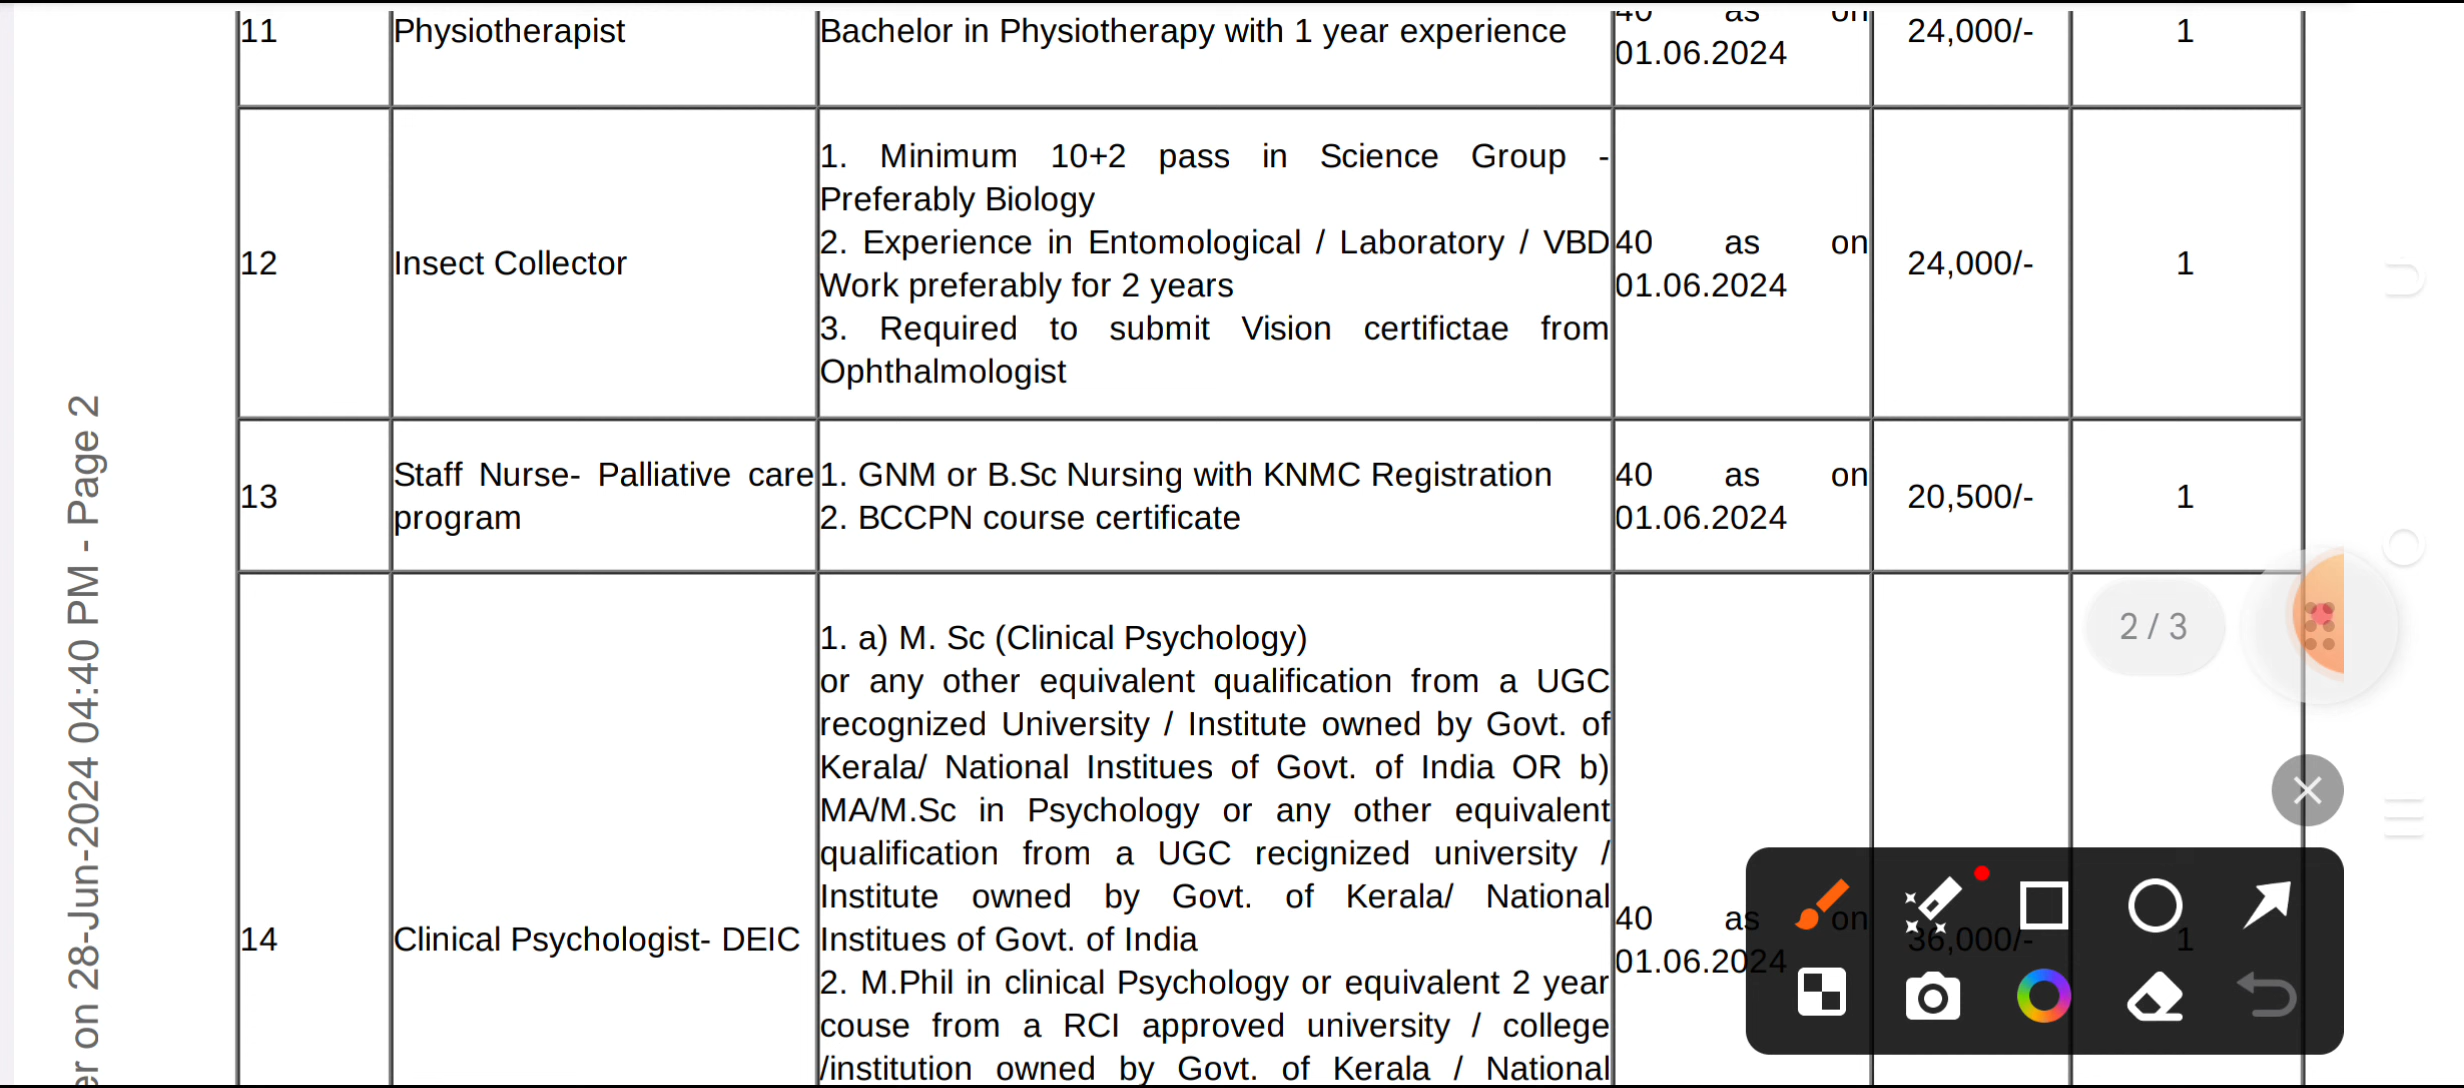 11
Physiotherapist
Bachelor in Physiotherapy with 1 year experience
40 as on
01.06.2024
24,000/-
1
12
Insect Collector
1. Minimum 10+2 pass in Science Group -
Preferably Biology
2. Experience in Entomological / Laboratory / VBD
Work preferably for 2 years
3. Required to submit Vision certifictae from
Ophthalmologist
40 as on
01.06.2024
24,000/-
1
13
Staff Nurse- Palliative care
program
1. GNM or B.Sc Nursing with KNMC Registration
2. BCCPN course certificate
40 as on
01.06.2024
20,500/-
1
14
Clinical Psychologist- DEIC
1. a) M. Sc (Clinical Psychology)
or any other equivalent qualification from a UGC
recognized University / Institute owned by Govt. of
Kerala/ National Institues of Govt. of India OR b)
MA/M.Sc in Psychology or any other equivalent
qualification from a UGC recignized university /
Institute owned by Govt. of Kerala/ National
Institues of Govt. of India
2. M.Phil in clinical Psychology or equivalent 2 year
couse from a RCI approved university / college
/institution owned by Govt. of Kerala / National
40 as on
01.06.2024
36,000/-
1
2 / 3
er on 28-Jun-2024 04:40 PM - Page 2